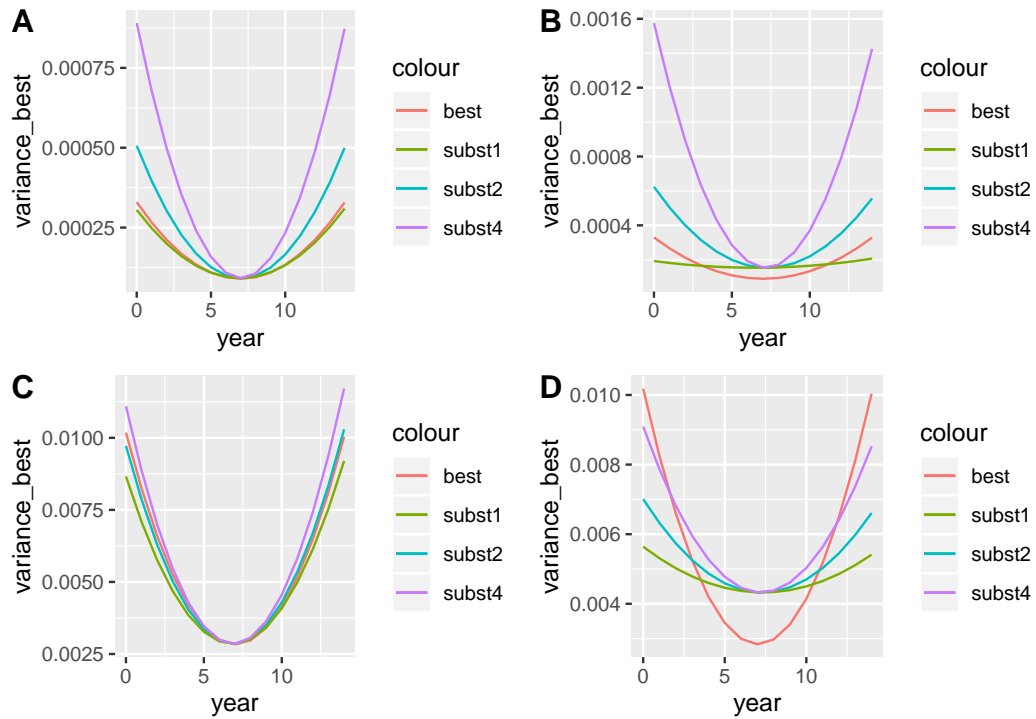 A
variance_best
0.00075
0.00050
0.00025
0
5
10
year
colour
best
subst1
subst2
subst4
B
variance_best
0.0016
0.0012
0.0008
0.0004
0
5
10
year
colour
best
subst1
subst2
subst4
C
variance_best
0.0100
0.0075
0.0050
0.0025
0
5
10
year
colour
best
subst1
subst2
subst4
D
variance_best
0.010
0.008
0.006
0.004
0
5
10
year
colour
best
subst1
subst2
subst4